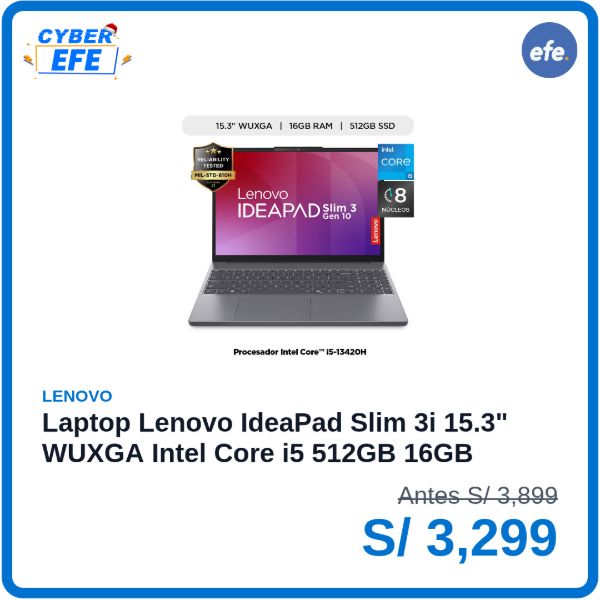 CYBER
EFE
efe.
15.3" WUXGA | 16GB RAM | 512GB SSD
RELIABILITY
TESTED
MIL-STD-810H
intel
CORE
i5
8
NÚCLEOS
Lenovo
IDEAPAD Slim 3
Gen 10
Lenovo
Procesador Intel Core™ i5-13420H
LENOVO
Laptop Lenovo IdeaPad Slim 3i 15.3"
WUXGA Intel Core i5 512GB 16GB
Antes S/ 3,899
S/ 3,299